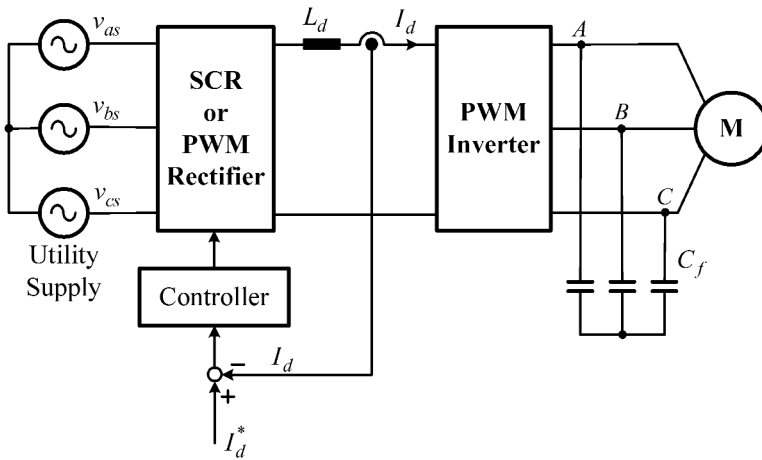 v_as
v_bs
v_cs
Utility
Supply
SCR
or
PWM
Rectifier
L_d
I_d
PWM
Inverter
A
B
C
M
C_f
Controller
I_d
−
+
I_d^*